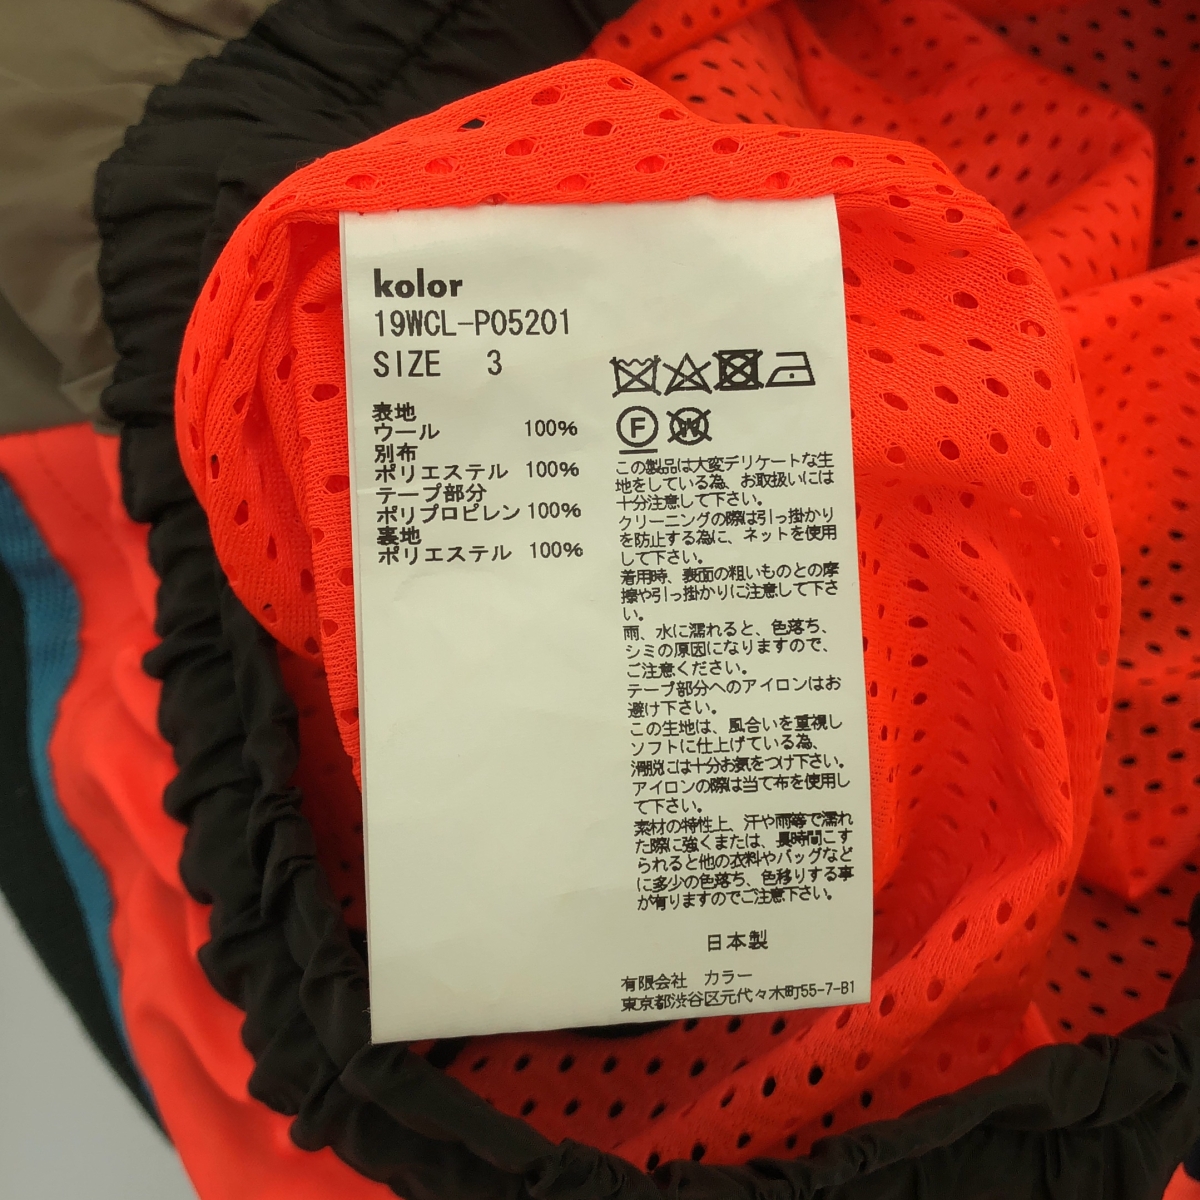 kolor
19WCL-P05201
SIZE 3
表地
ウール 100%
別布
ポリエステル 100%
テープ部分
ポリプロピレン 100%
裏地
ポリエステル 100%
F
W
この製品は大変デリケートな生
地をしている為、お取扱いには
十分注意して下さい。
クリーニングの際は引っ掛かり
を防止する為に、ネットを使用
して下さい。
着用時、表面の粗いものとの摩
擦や引っ掛かりに注意して下さ
い。
雨、水に濡れると、色落ち、
シミの原因になりますので、
ご注意ください。
テープ部分へのアイロンはお
避け下さい。
この生地は、風合いを重視し
ソフトに仕上げている為、
滑脱には十分お気をつけ下さい。
アイロンの際は当て布を使用し
て下さい。
素材の特性上、汗や雨等で濡れ
た際に強くまたは、長時間こす
られると他の衣料やバッグなど
に多少の色落ち、色移りする事
が有りますのでご注意下さい。
日本製
有限会社 カラー
東京都渋谷区元代々木町55-7-B1